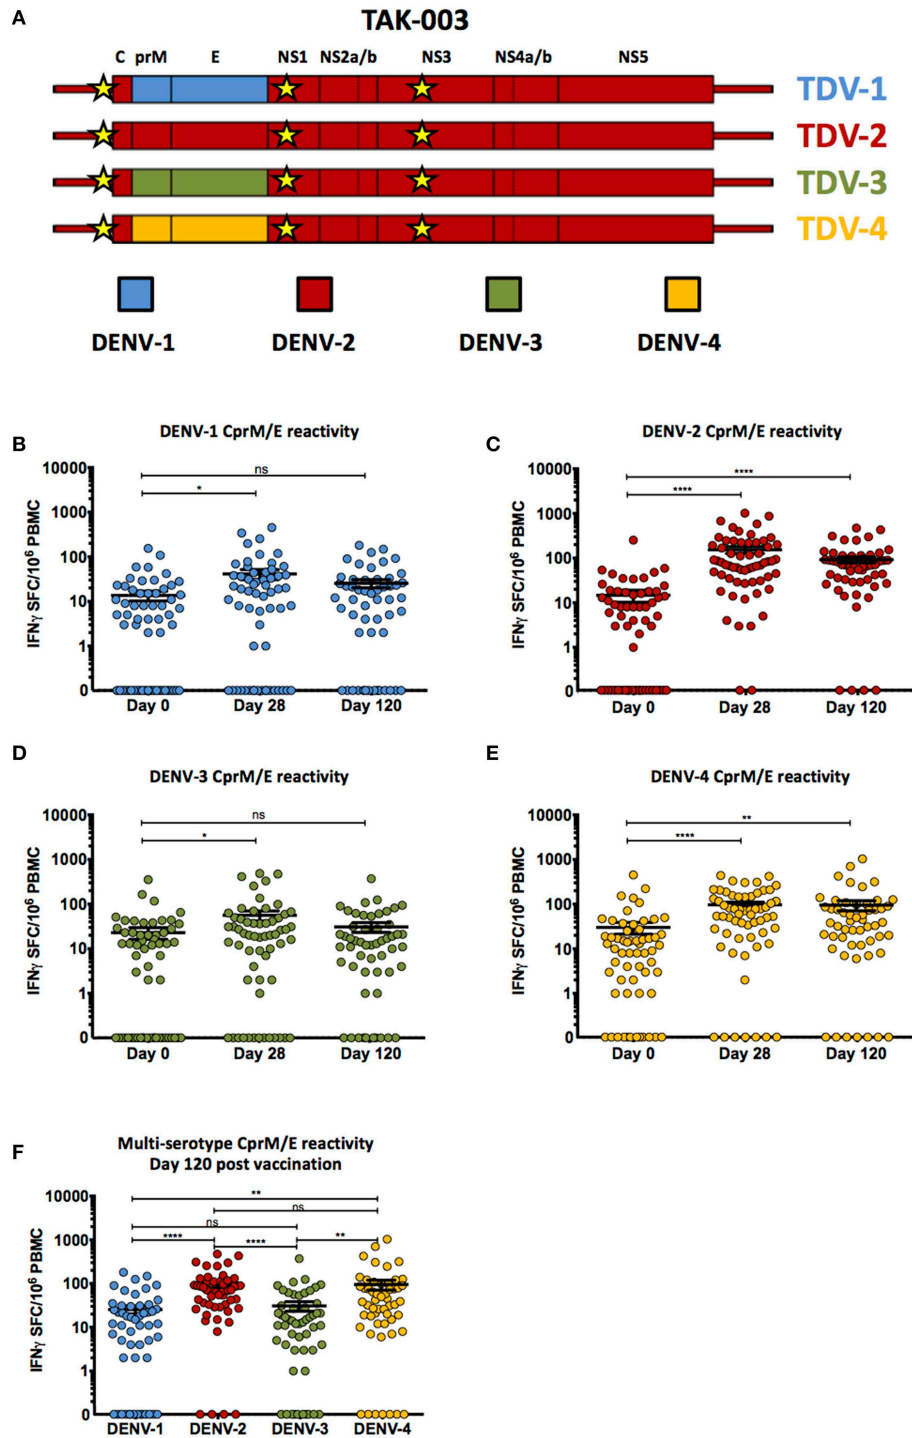 A
TAK-003
C prM E NS1 NS2a/b NS3 NS4a/b NS5
TDV-1
TDV-2
TDV-3
TDV-4
DENV-1 DENV-2 DENV-3 DENV-4
B
DENV-1 CprM/E reactivity
IFNγ SFC/10⁶ PBMC
10000
1000
100
10
1
0
ns
*
Day 0 Day 28 Day 120
C
DENV-2 CprM/E reactivity
IFNγ SFC/10⁶ PBMC
10000
1000
100
10
1
0
****
****
Day 0 Day 28 Day 120
D
DENV-3 CprM/E reactivity
IFNγ SFC/10⁶ PBMC
10000
1000
100
10
1
0
ns
*
Day 0 Day 28 Day 120
E
DENV-4 CprM/E reactivity
IFNγ SFC/10⁶ PBMC
10000
1000
100
10
1
0
**
****
Day 0 Day 28 Day 120
F
Multi-serotype CprM/E reactivity
Day 120 post vaccination
IFNγ SFC/10⁶ PBMC
10000
1000
100
10
1
0
**
ns
ns
**** **** **
DENV-1 DENV-2 DENV-3 DENV-4